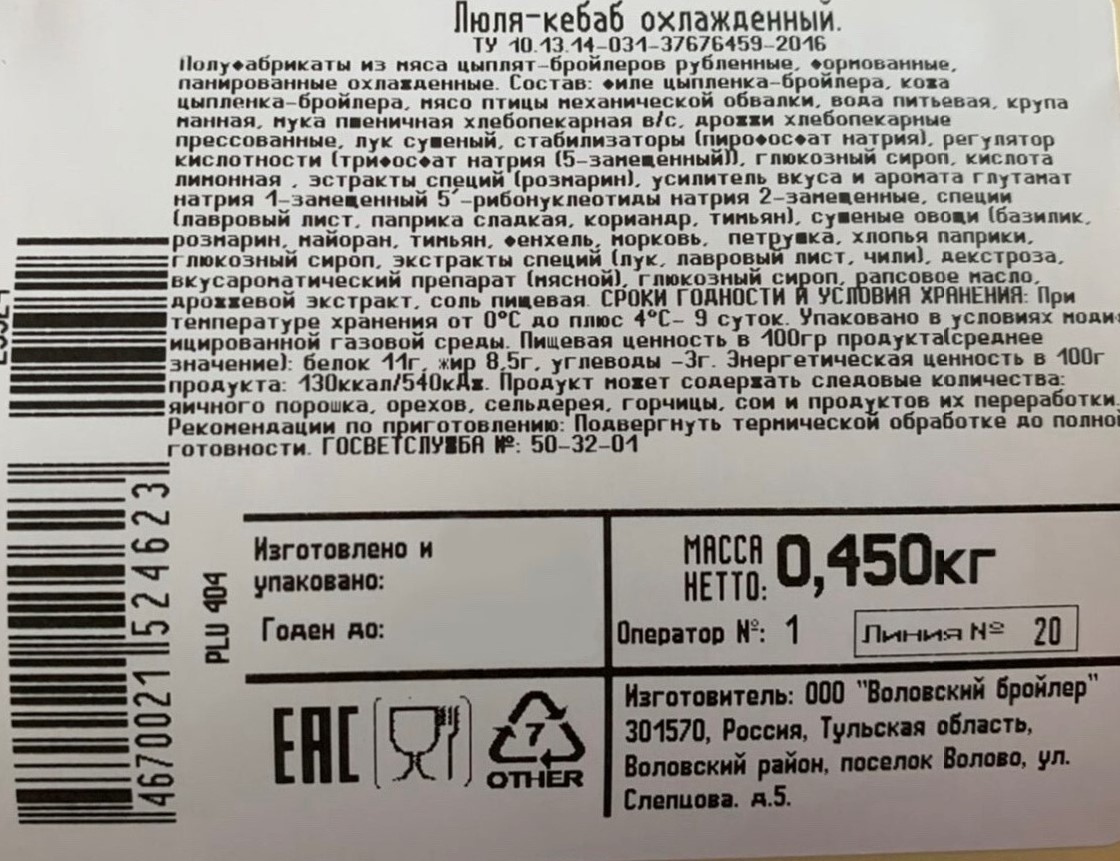 Люля-кебаб охлажденный.
ТУ 10.13.14-031-37676459-2016
Полуфабрикаты из мяса цыплят-бройлеров рубленные, формованные,
панированные охлажденные. Состав: филе цыпленка-бройлера, кожа
цыпленка-бройлера, мясо птицы механической обвалки, вода питьевая, крупа
манная, мука пшеничная хлебопекарная в/с, дрожжи хлебопекарные
прессованные, лук сушеный, стабилизаторы (пирофосфат натрия), регулятор
кислотности (трифосфат натрия (5-замещенный)), глюкозный сироп, кислота
лимонная , эстракты специй (розмарин), усилитель вкуса и аромата глутамат
натрия 1-замещенный 5'-рибонуклеотиды натрия 2-замещенные, специи
(лавровый лист, паприка сладкая, кориандр, тимьян), сушеные овощи (базилик,
розмарин, майоран, тимьян, фенхель, морковь, петрушка, хлопья паприки,
глюкозный сироп, экстракты специй (лук, лавровый лист, чили), декстроза,
вкусароматический препарат (мясной), глюкозный сироп, рапсовое масло,
дрожжевой экстракт, соль пищевая. СРОКИ ГОДНОСТИ И УСЛОВИЯ ХРАНЕНИЯ: При
температуре хранения от 0°С до плюс 4°С- 9 суток. Упаковано в условиях модиф
ицированной газовой среды. Пищевая ценность в 100гр продукта(среднее
значение): белок 11г, жир 8,5г, углеводы -3г. Энергетическая ценность в 100г
продукта: 130ккал/540кДж. Продукт может содержать следовые количества:
яичного порошка, орехов, сельдерея, горчицы, сои и продуктов их переработки.
Рекомендации по приготовлению: Подвергнуть термической обработке до полной
готовности. ГОСВЕТСЛУЖБА №: 50-32-01
4670021524623
PLU 404
Изготовлено и
упаковано:
Годен до:
МАССА
НЕТТО: 0,450кг
Оператор №: 1 Линия № 20
EAC
7
OTHER
Изготовитель: ООО "Воловский бройлер"
301570, Россия, Тульская область,
Воловский район, поселок Волово, ул.
Слепцова. д.5.